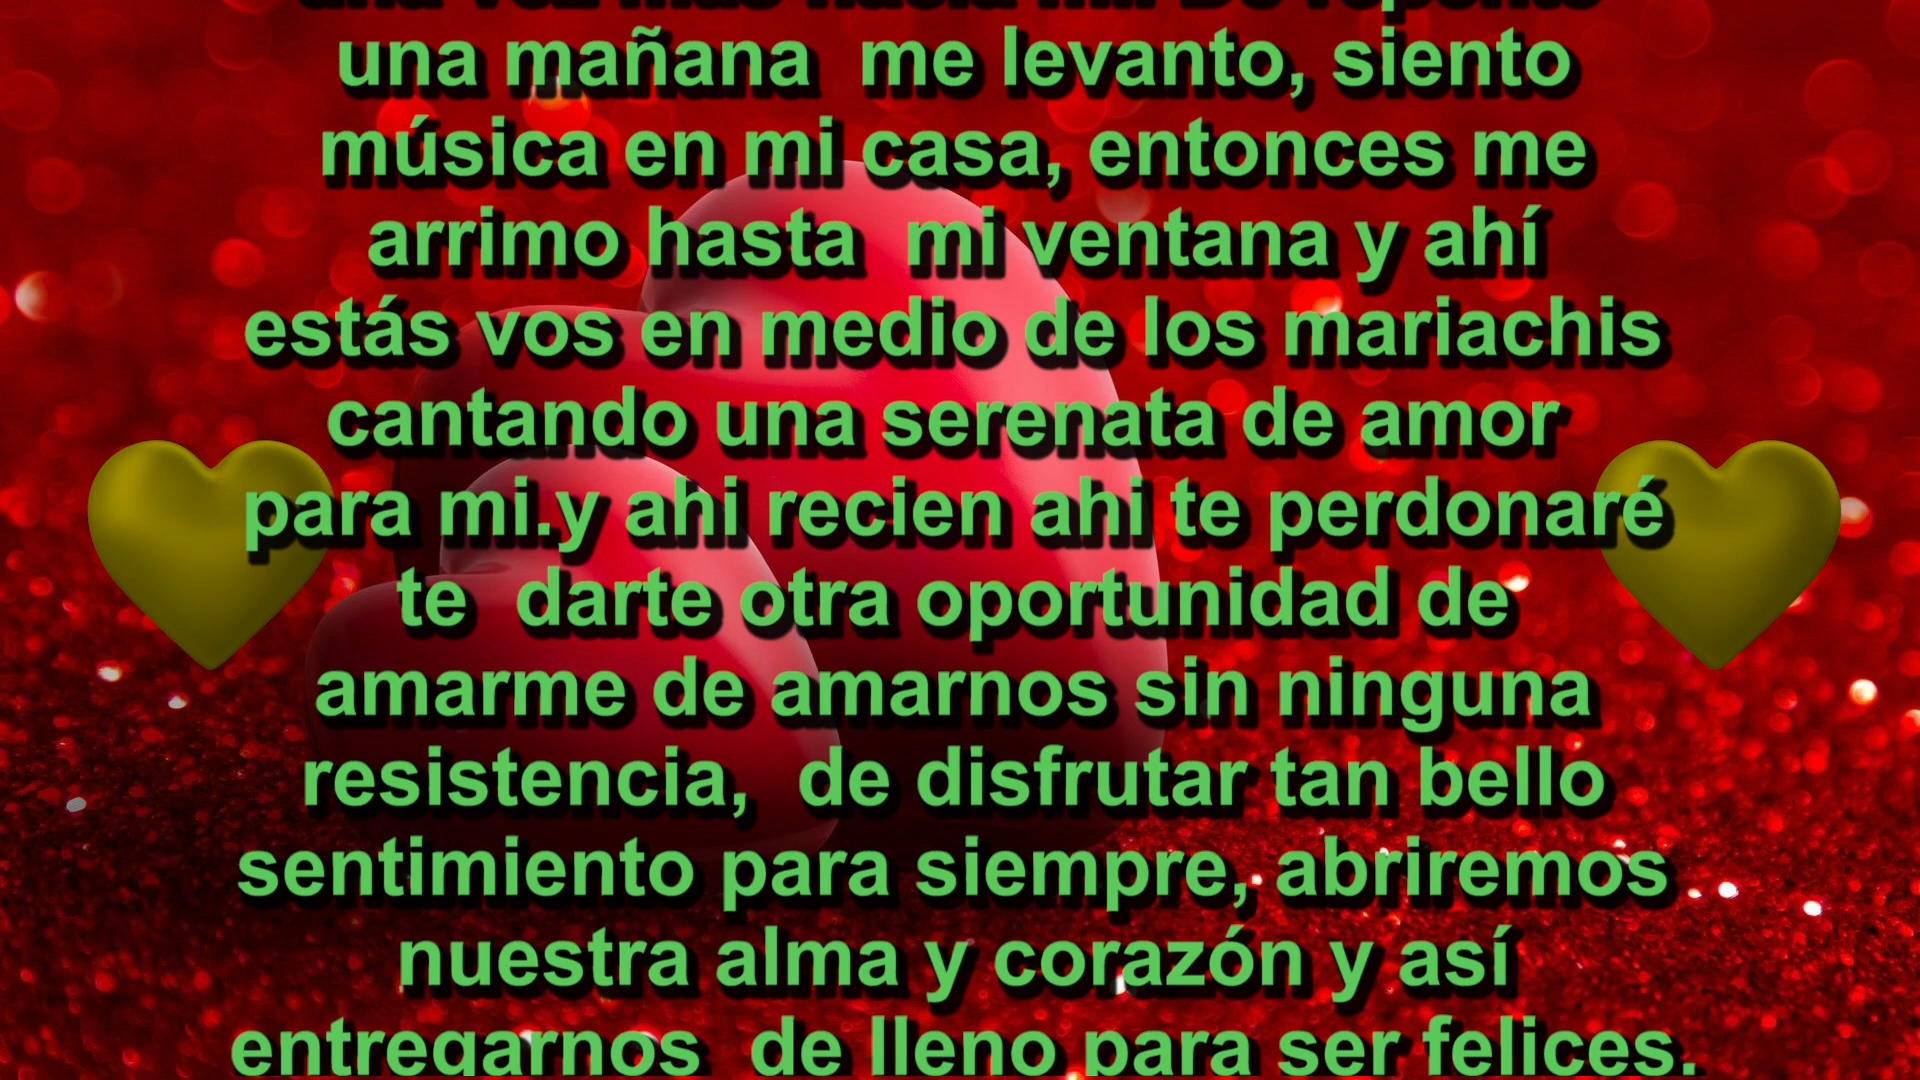 una mañana  me levanto, siento
música en mi casa, entonces me
arrimo hasta  mi ventana y ahí
estás vos en medio de los mariachis
cantando una serenata de amor
para mi.y ahi recien ahi te perdonaré
te  darte otra oportunidad de
amarme de amarnos sin ninguna
resistencia,  de disfrutar tan bello
sentimiento para siempre, abriremos
nuestra alma y corazón y así
entregarnos  de lleno para ser felices.